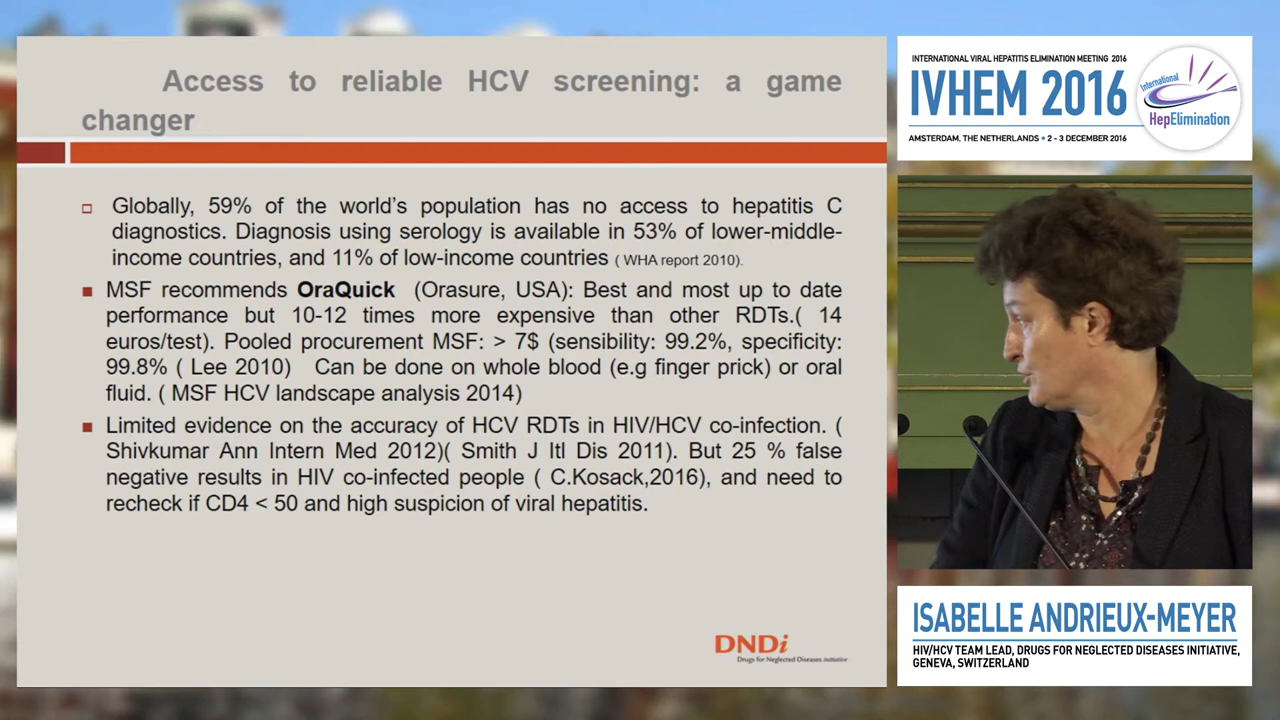 Access to reliable HCV screening: a game
changer
Globally, 59% of the world's population has no access to hepatitis C
diagnostics. Diagnosis using serology is available in 53% of lower-middle-
income countries, and 11% of low-income countries ( WHA report 2010).
MSF recommends OraQuick (Orasure, USA): Best and most up to date
performance but 10-12 times more expensive than other RDTs.( 14
euros/test). Pooled procurement MSF: > 7$ (sensibility: 99.2%, specificity:
99.8% ( Lee 2010) Can be done on whole blood (e.g finger prick) or oral
fluid. ( MSF HCV landscape analysis 2014)
Limited evidence on the accuracy of HCV RDTs in HIV/HCV co-infection. (
Shivkumar Ann Intern Med 2012)( Smith J Itl Dis 2011). But 25 % false
negative results in HIV co-infected people ( C.Kosack,2016), and need to
recheck if CD4 < 50 and high suspicion of viral hepatitis.
DNDi
Drugs for Neglected Diseases initiative
INTERNATIONAL VIRAL HEPATITIS ELIMINATION MEETING 2016
IVHEM 2016
AMSTERDAM, THE NETHERLANDS • 2 - 3 DECEMBER 2016
International
HepElimination
ISABELLE ANDRIEUX-MEYER
HIV/HCV TEAM LEAD, DRUGS FOR NEGLECTED DISEASES INITIATIVE,
GENEVA, SWITZERLAND